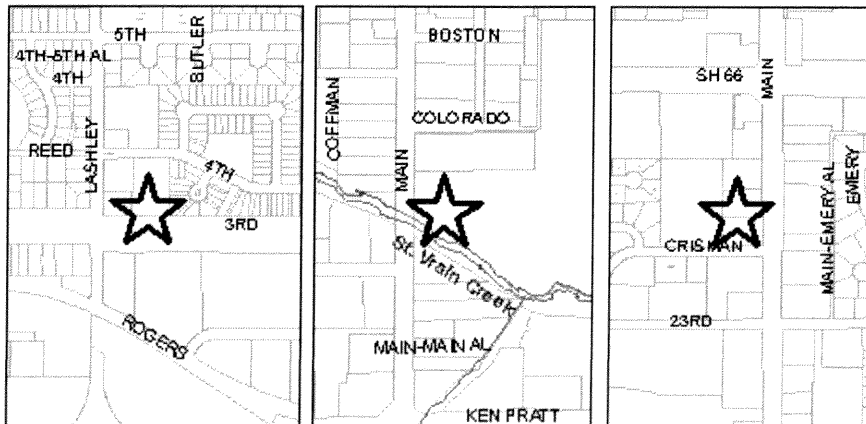 5TH
4TH-5TH AL
BUTLER
4TH
REED
LASHLEY
4TH
3RD
ROGERS
BOSTON
COFFMAN
COLORADO
MAIN
St. Vrain Creek
MAIN-MAIN AL
KEN PRATT
SH 66
MAIN
MAIN-EMERY AL
EMERY
CRISMAN
23RD